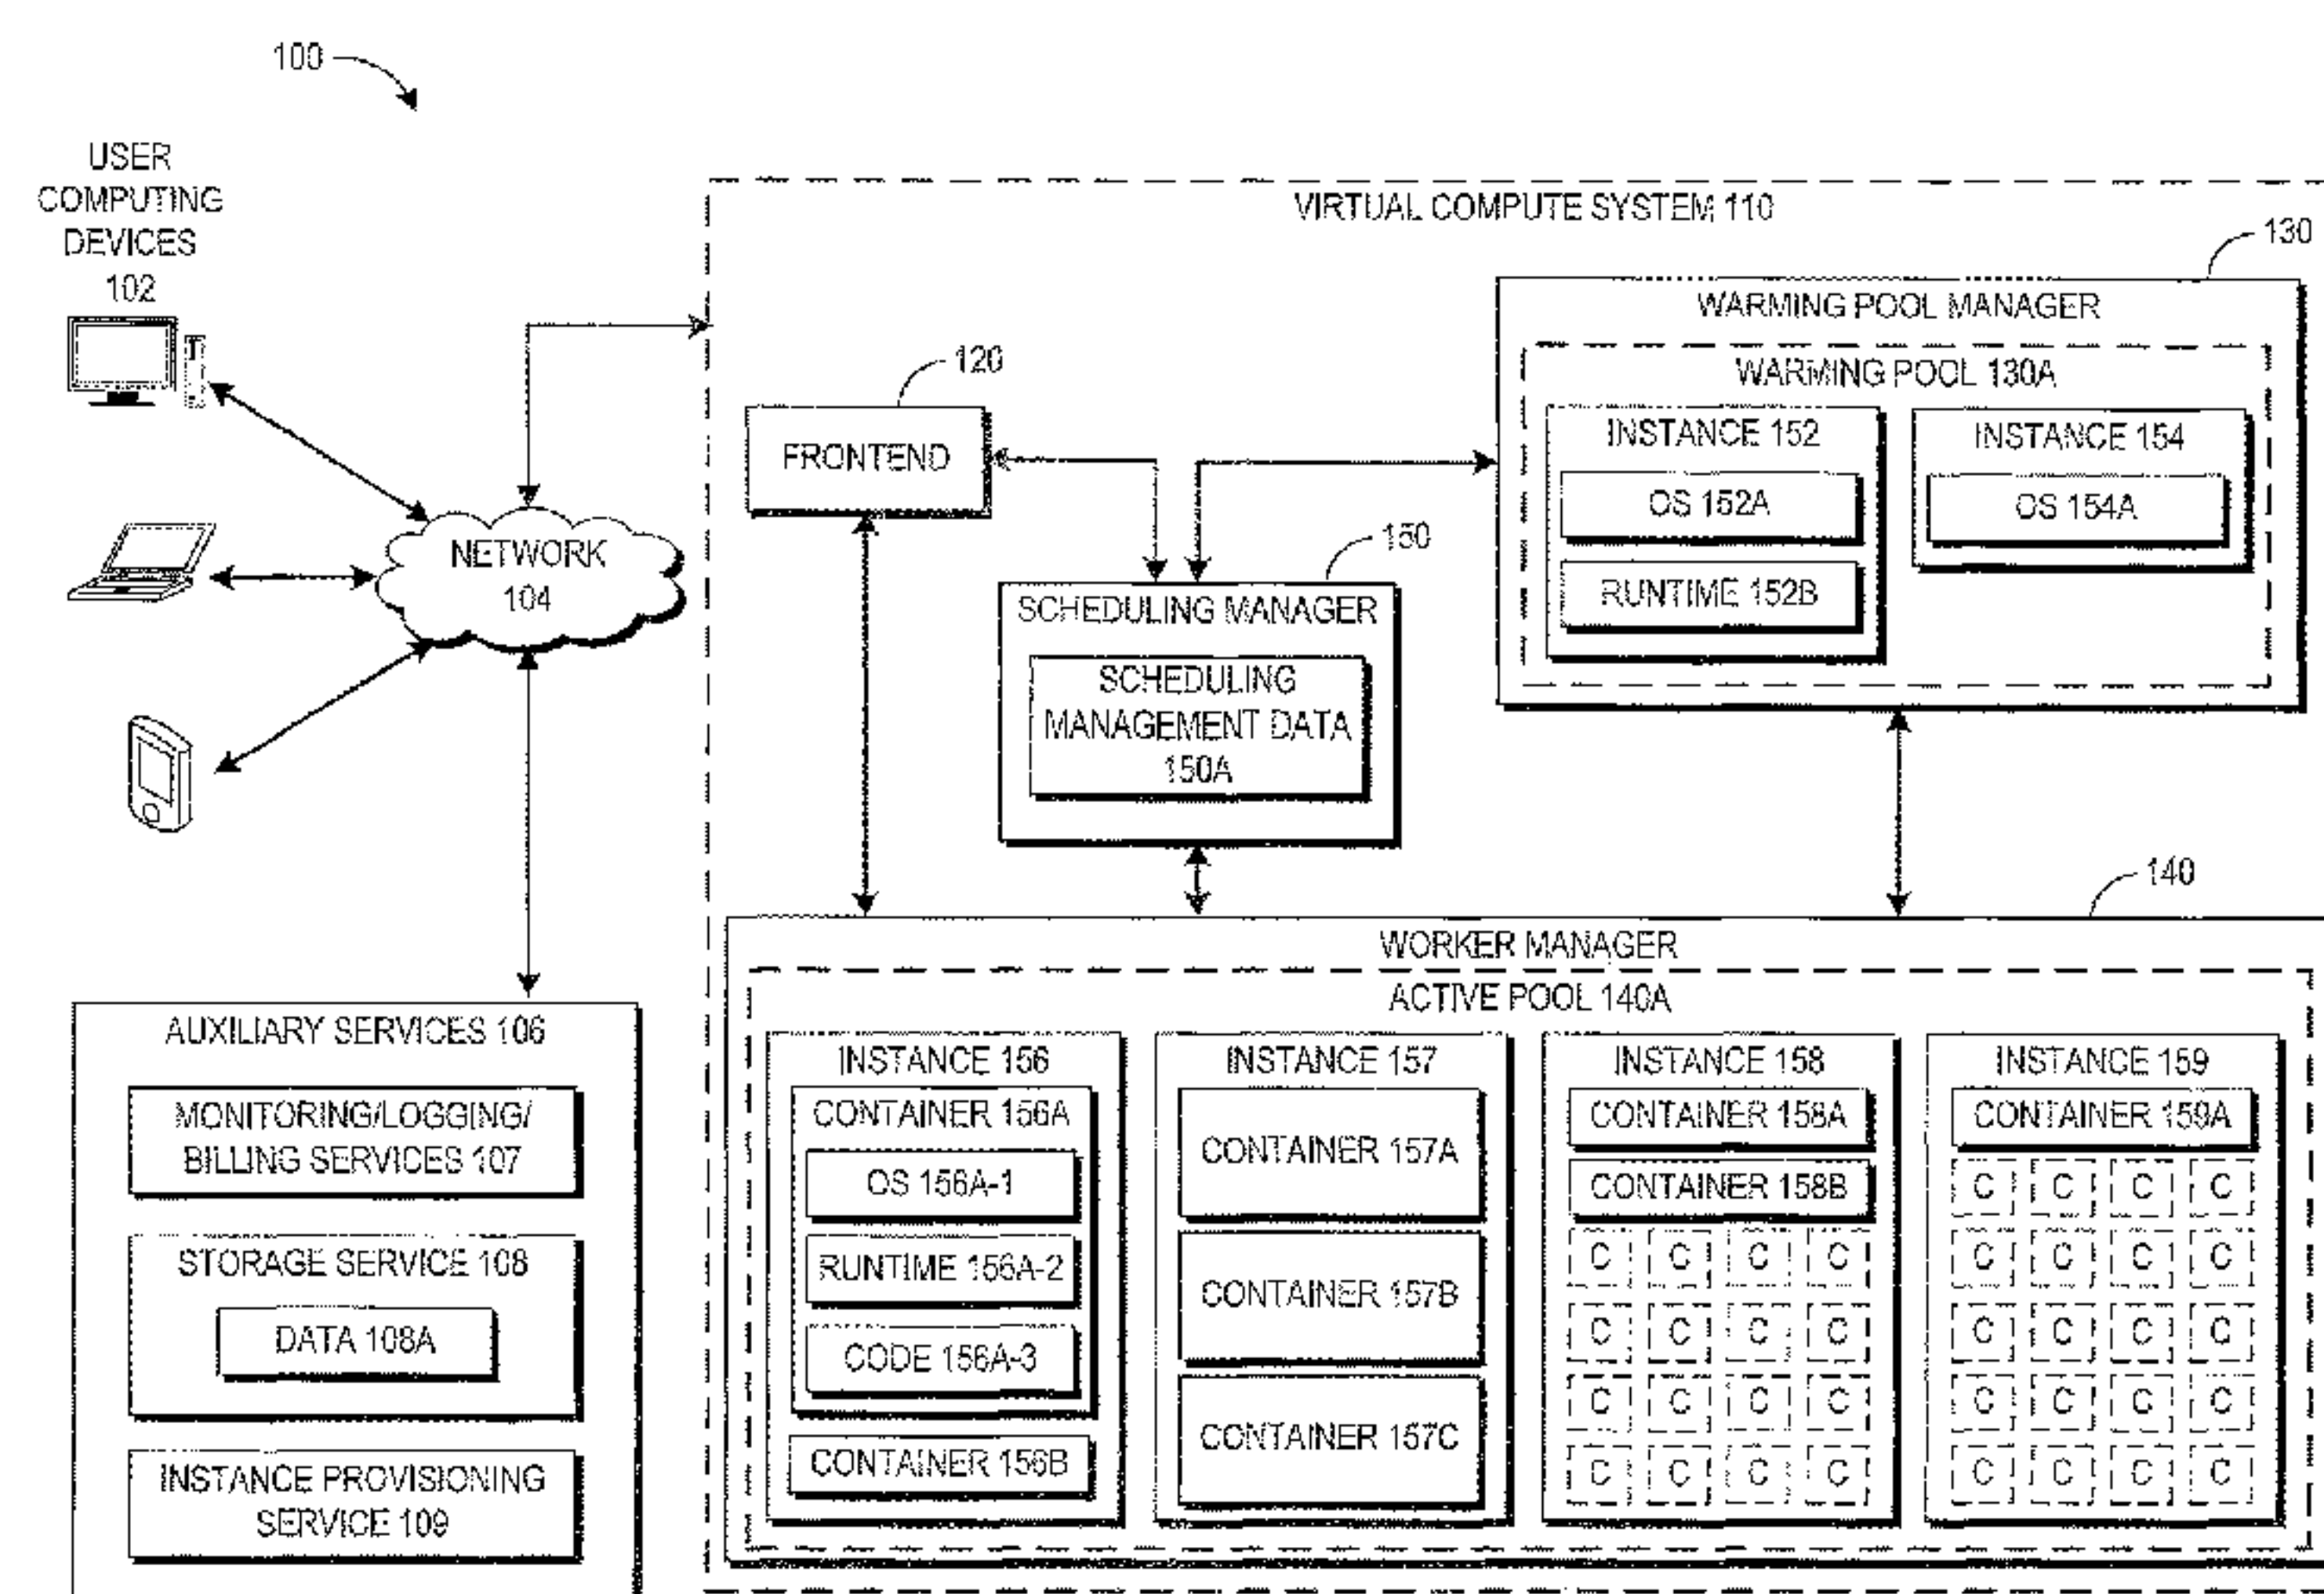 100
USER
COMPUTING
DEVICES
102
NETWORK
104
AUXILIARY SERVICES 106
MONITORING/LOGGING/
BILLING SERVICES 107
STORAGE SERVICE 108
DATA 108A
INSTANCE PROVISIONING
SERVICE 109
VIRTUAL COMPUTE SYSTEM 110
120
FRONTEND
150
SCHEDULING MANAGER
SCHEDULING
MANAGEMENT DATA
150A
130
WARMING POOL MANAGER
WARMING POOL 130A
INSTANCE 152
OS 152A
RUNTIME 152B
INSTANCE 154
OS 154A
140
WORKER MANAGER
ACTIVE POOL 140A
INSTANCE 156
CONTAINER 156A
OS 156A-1
RUNTIME 156A-2
CODE 156A-3
CONTAINER 156B
INSTANCE 157
CONTAINER 157A
CONTAINER 157B
CONTAINER 157C
INSTANCE 158
CONTAINER 158A
CONTAINER 158B
C C C C
C C C C
C C C C
C C C C
INSTANCE 159
CONTAINER 159A
C C C C
C C C C
C C C C
C C C C
C C C C